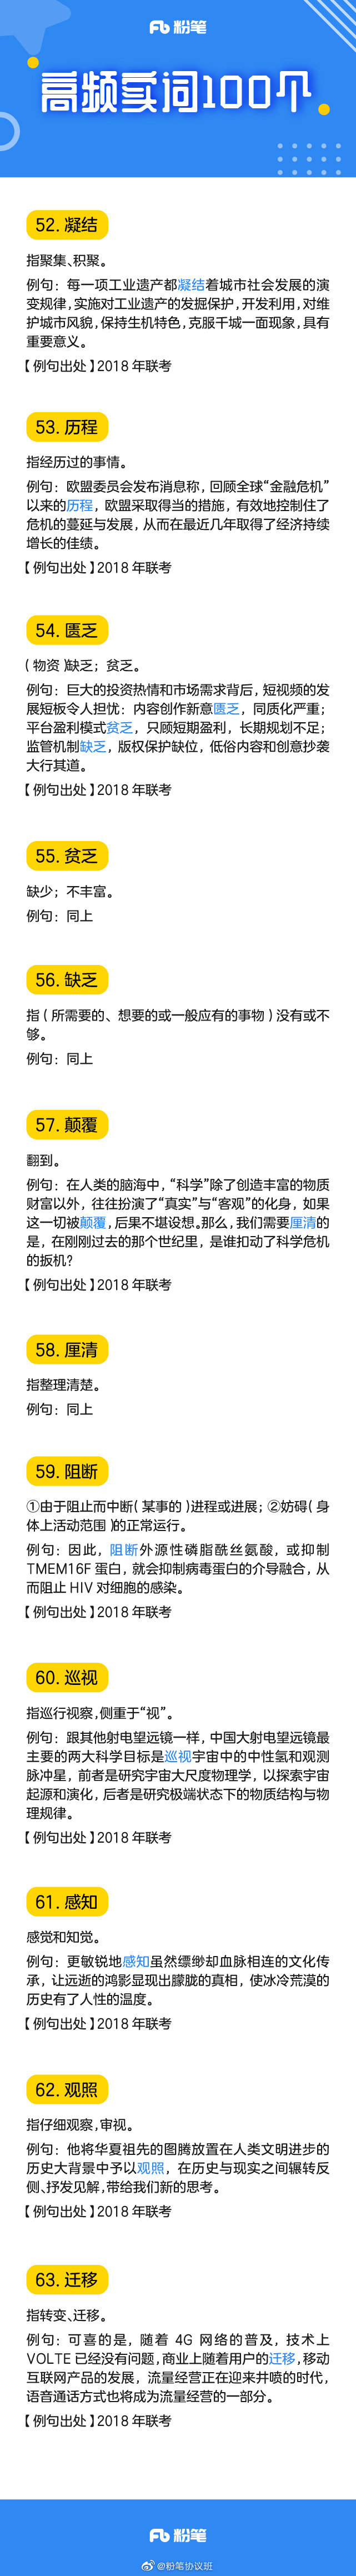 粉笔
高频实词100个
52. 凝结
指聚集、积聚。
例句：每一项工业遗产都凝结着城市社会发展的演
变规律,实施对工业遗产的发掘保护,开发利用,对维
护城市风貌,保持生机特色,克服千城一面现象,具有
重要意义。
【例句出处】2018 年联考
53. 历程
指经历过的事情。
例句：欧盟委员会发布消息称,回顾全球“金融危机”
以来的历程，欧盟采取得当的措施，有效地控制住了
危机的蔓延与发展,从而在最近几年取得了经济持续
增长的佳绩。
【例句出处】2018 年联考
54. 匮乏
(物资)缺乏；贫乏。
例句：巨大的投资热情和市场需求背后,短视频的发
展短板令人担忧：内容创作新意匮乏，同质化严重；
平台盈利模式贫乏，只顾短期盈利，长期规划不足；
监管机制缺乏，版权保护缺位，低俗内容和创意抄袭
大行其道。
【例句出处】2018 年联考
55. 贫乏
缺少；不丰富。
例句：同上
56. 缺乏
指(所需要的、想要的或一般应有的事物)没有或不
够。
例句：同上
57. 颠覆
翻到。
例句：在人类的脑海中，“科学”除了创造丰富的物质
财富以外，往往扮演了“真实”与“客观”的化身，如果
这一切被颠覆,后果不堪设想。那么,我们需要厘清的
是，在刚刚过去的那个世纪里，是谁扣动了科学危机
的扳机?
【例句出处】2018 年联考
58. 厘清
指整理清楚。
例句：同上
59. 阻断
①由于阻止而中断(某事的)进程或进展；②妨碍(身
体上活动范围)的正常运行。
例句：因此，阻断外源性磷脂酰丝氨酸，或抑制
TMEM16F 蛋白，就会抑制病毒蛋白的介导融合，从
而阻止 HIV 对细胞的感染。
【例句出处】2018 年联考
60. 巡视
指巡行视察,侧重于“视”。
例句：跟其他射电望远镜一样，中国大射电望远镜最
主要的两大科学目标是巡视宇宙中的中性氢和观测
脉冲星，前者是研究宇宙大尺度物理学，以探索宇宙
起源和演化，后者是研究极端状态下的物质结构与物
理规律。
【例句出处】2018 年联考
61. 感知
感觉和知觉。
例句：更敏锐地感知虽然缥缈却血脉相连的文化传
承，让远逝的鸿影显现出朦胧的真相，使冰冷荒漠的
历史有了人性的温度。
【例句出处】2018 年联考
62. 观照
指仔细观察,审视。
例句：他将华夏祖先的图腾放置在人类文明进步的
历史大背景中予以观照，在历史与现实之间辗转反
侧、抒发见解,带给我们新的思考。
【例句出处】2018 年联考
63. 迁移
指转变、迁移。
例句：可喜的是，随着 4G 网络的普及，技术上
VOLTE 已经没有问题,商业上随着用户的迁移,移动
互联网产品的发展，流量经营正在迎来井喷的时代，
语音通话方式也将成为流量经营的一部分。
【例句出处】2018 年联考
粉笔
@粉笔协议班